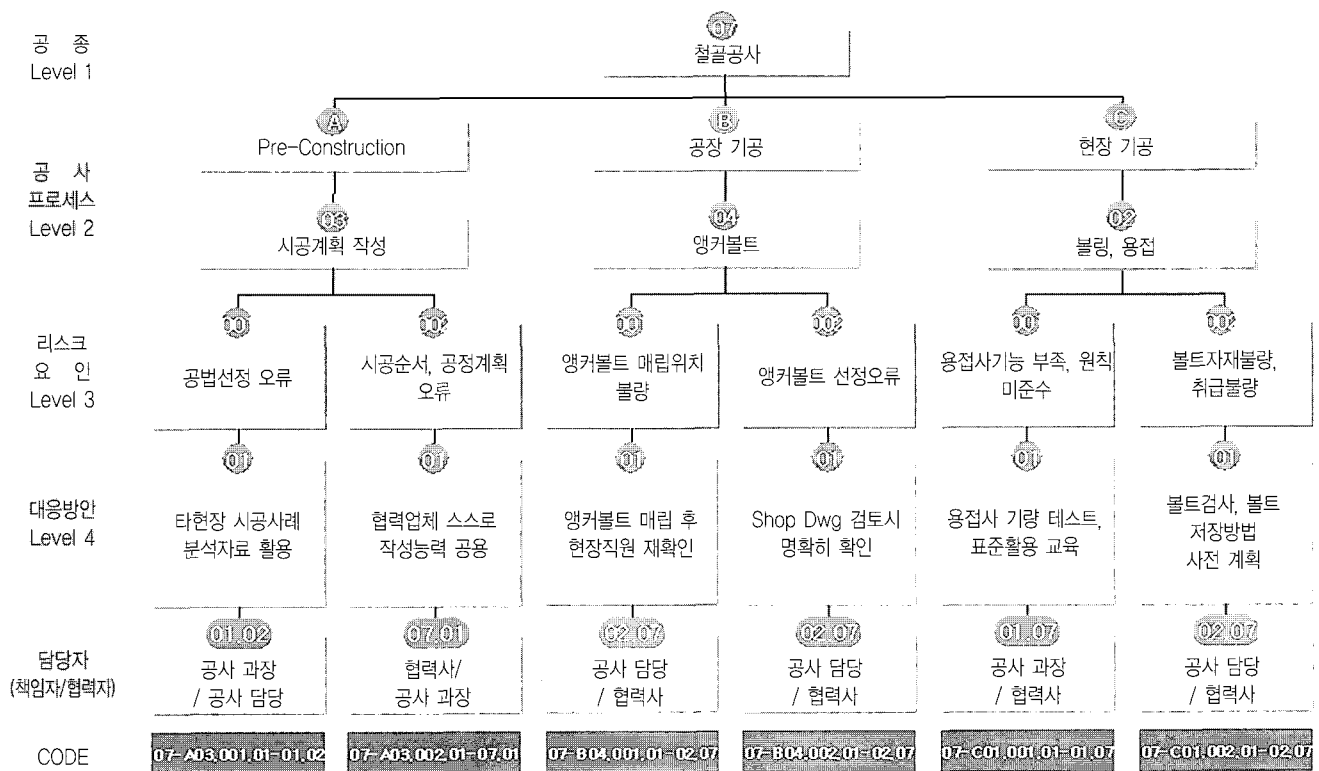 07
철골공사
공 종
Level 1
A
B
C
Pre-Construction
공장 기공
현장 기공
공 사
프로세스
Level 2
03
04
02
시공계획 작성
앵커볼트
볼링, 용접
001
002
001
002
001
002
리스크
요 인
Level 3
공법선정 오류
시공순서, 공정계획
오류
앵커볼트 매립위치
불량
앵커볼트 선정오류
용접사기능 부족, 원칙
미준수
볼트자재불량,
취급불량
01
01
01
01
01
01
대응방안
Level 4
타현장 시공사례
분석자료 활용
협력업체 스스로
작성능력 공용
앵커볼트 매립 후
현장직원 재확인
Shop Dwg 검토시
명확히 확인
용접사 기량 테스트,
표준활용 교육
볼트검사, 볼트
저장방법
사전 계획
01.02
07.01
02.07
02.07
01.07
02.07
담당자
(책임자/협력자)
공사 과장
/ 공사 담당
협력사/
공사 과장
공사 담당
/ 협력사
공사 담당
/ 협력사
공사 과장
/ 협력사
공사 담당
/ 협력사
CODE
07-A03.001.01-01.02
07-A03.002.01-07.01
07-B04.001.01-02.07
07-B04.002.01-02.07
07-C01.001.01-01.07
07-C01.002.01-02.07